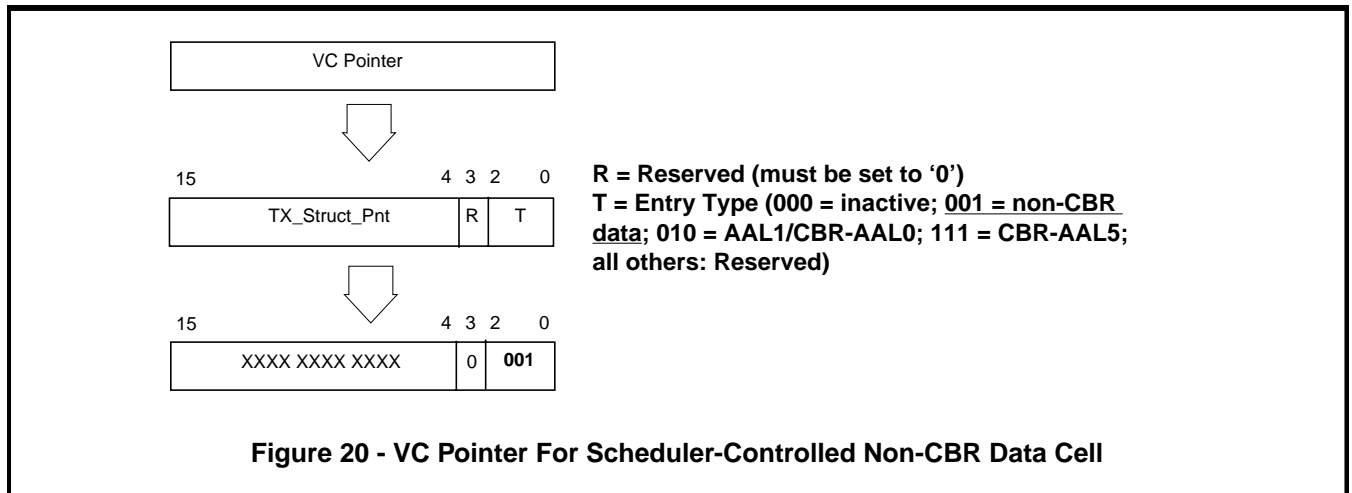 VC Pointer
15 4 3 2 0
TX_Struct_Pnt R T
R = Reserved (must be set to ‘0’)
T = Entry Type (000 = inactive; 001 = non-CBR
data; 010 = AAL1/CBR-AAL0; 111 = CBR-AAL5;
all others: Reserved)
15 4 3 2 0
XXXX XXXX XXXX 0 001
Figure 20 - VC Pointer For Scheduler-Controlled Non-CBR Data Cell